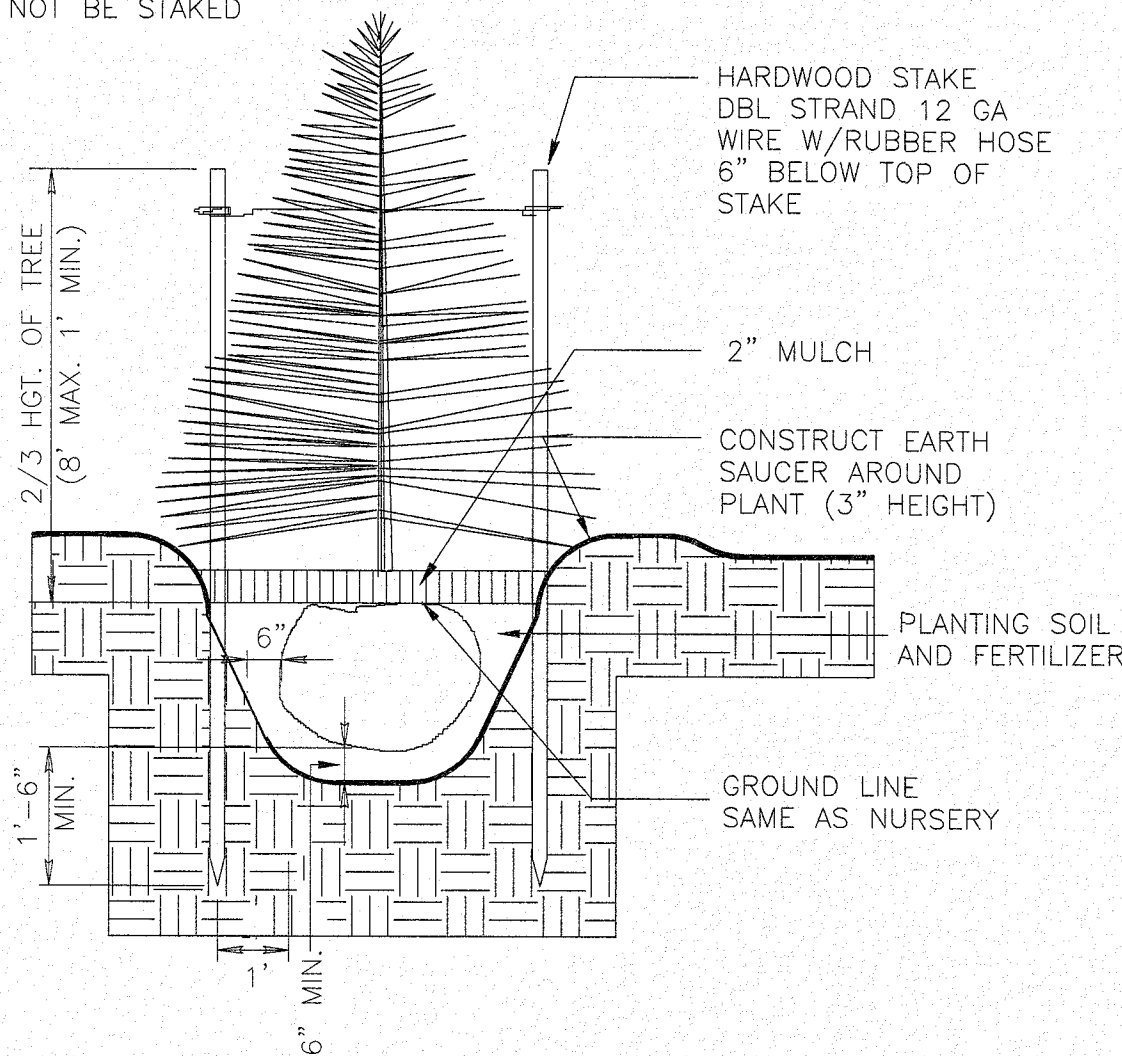 NOT BE STAKED
HARDWOOD STAKE
DBL STRAND 12 GA
WIRE W/RUBBER HOSE
6" BELOW TOP OF
STAKE
2/3 HGT. OF TREE
(8' MAX. 1' MIN.)
2" MULCH
CONSTRUCT EARTH
SAUCER AROUND
PLANT (3" HEIGHT)
6"
PLANTING SOIL
AND FERTILIZER
1'-6"
MIN.
GROUND LINE
SAME AS NURSERY
1'
6" MIN.